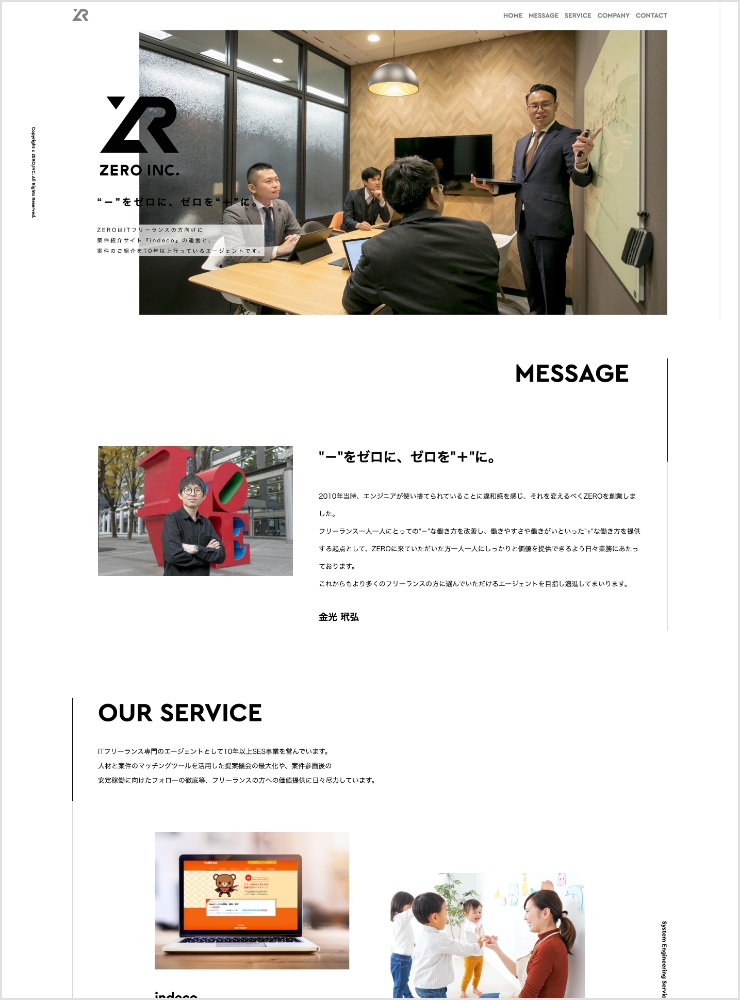 HOME MESSAGE SERVICE COMPANY CONTACT
Copyright c ZERO,INC. All Rights Reserved.
ZERO INC.
“−”をゼロに、ゼロを“+”に。
ZEROはITフリーランスの方向けに
案件紹介サイト『indeco』の運営と、
案件のご紹介を10年以上行っているエージェントです。
MESSAGE
"−"をゼロに、ゼロを"+"に。
2010年当時、エンジニアが使い捨てられていることに違和感を感じ、それを変えるべくZEROを創業しま
した。
フリーランス一人一人にとっての"-"な働き方を改善し、働きやすさや働きがいといった"+"な働き方を提供
する起点として、ZEROに来ていただいた方一人一人にしっかりと価値を提供できるよう日々業務にあたっ
ております。
これからもより多くのフリーランスの方に選んでいただけるエージェントを目指し邁進してまいります。
金光 玳弘
OUR SERVICE
ITフリーランス専門のエージェントとして10年以上SES事業を営んでいます。
人材と案件のマッチングツールを活用した提案機会の最大化や、案件参画後の
安定稼働に向けたフォローの徹底等、フリーランスの方への価値提供に日々尽力しています。
indeco
System Engineering Servic